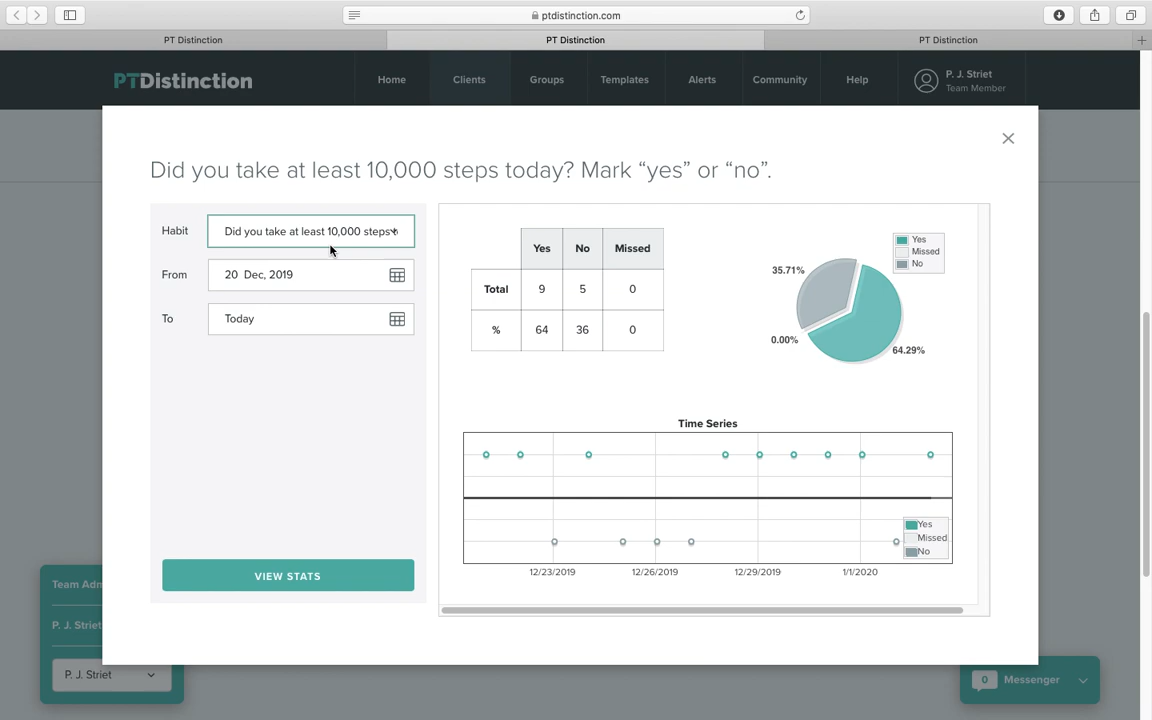 ptdistinction.com
PT Distinction
PT Distinction
PT Distinction
PTDistinction
Home
Clients
Groups
Templates
Alerts
Community
Help
P. J. Striet
Team Member
Did you take at least 10,000 steps today? Mark “yes” or “no”.
Habit
Did you take at least 10,000 steps
From
20 Dec, 2019
To
Today
VIEW STATS
Yes No Missed
Total 9 5 0
% 64 36 0
Yes
Missed
No
35.71%
0.00%
64.29%
Time Series
Yes
Missed
No
12/23/2019 12/26/2019 12/29/2019 1/1/2020
Team Adm
P. J. Striet
P. J. Striet
0 Messenger